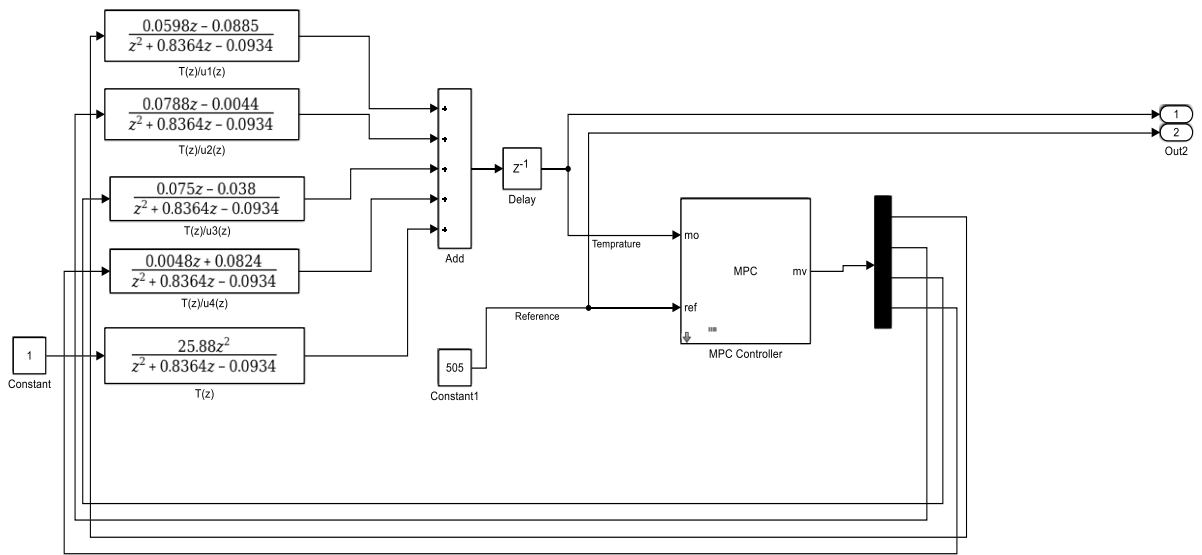 0.0598z – 0.0885
z² + 0.8364z – 0.0934
T(z)/u1(z)
0.0788z – 0.0044
z² + 0.8364z – 0.0934
T(z)/u2(z)
0.075z – 0.038
z² + 0.8364z – 0.0934
T(z)/u3(z)
0.0048z + 0.0824
z² + 0.8364z – 0.0934
T(z)/u4(z)
25.88z²
z² + 0.8364z – 0.0934
T(z)
1
Constant
+
+
+
+
+
Add
Z⁻¹
Delay
505
Constant1
Temprature
Reference
mo
ref
MPC
mv
MPC Controller
1
2
Out2